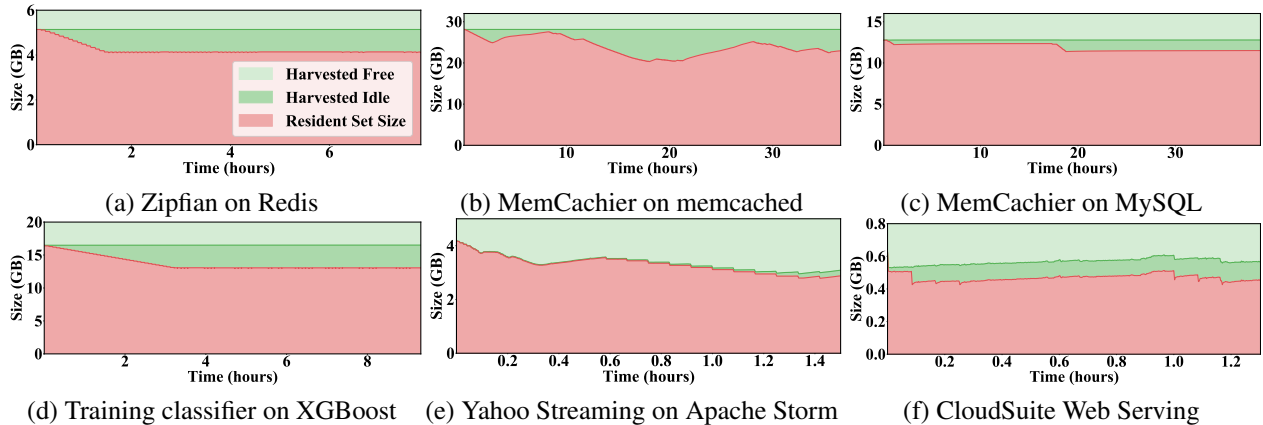 6
4
2
0
Size (GB)
Harvested Free
Harvested Idle
Resident Set Size
2 4 6
Time (hours)
(a) Zipfian on Redis
30
20
10
0
Size (GB)
10 20 30
Time (hours)
(b) MemCachier on memcached
15
10
5
0
Size (GB)
10 20 30
Time (hours)
(c) MemCachier on MySQL
20
15
10
5
0
Size (GB)
2 4 6 8
Time (hours)
(d) Training classifier on XGBoost
4
2
0
Size (GB)
0.2 0.4 0.6 0.8 1.0 1.2 1.4
Time (hours)
(e) Yahoo Streaming on Apache Storm
0.8
0.6
0.4
0.2
0.0
Size (GB)
0.2 0.4 0.6 0.8 1.0 1.2
Time (hours)
(f) CloudSuite Web Serving